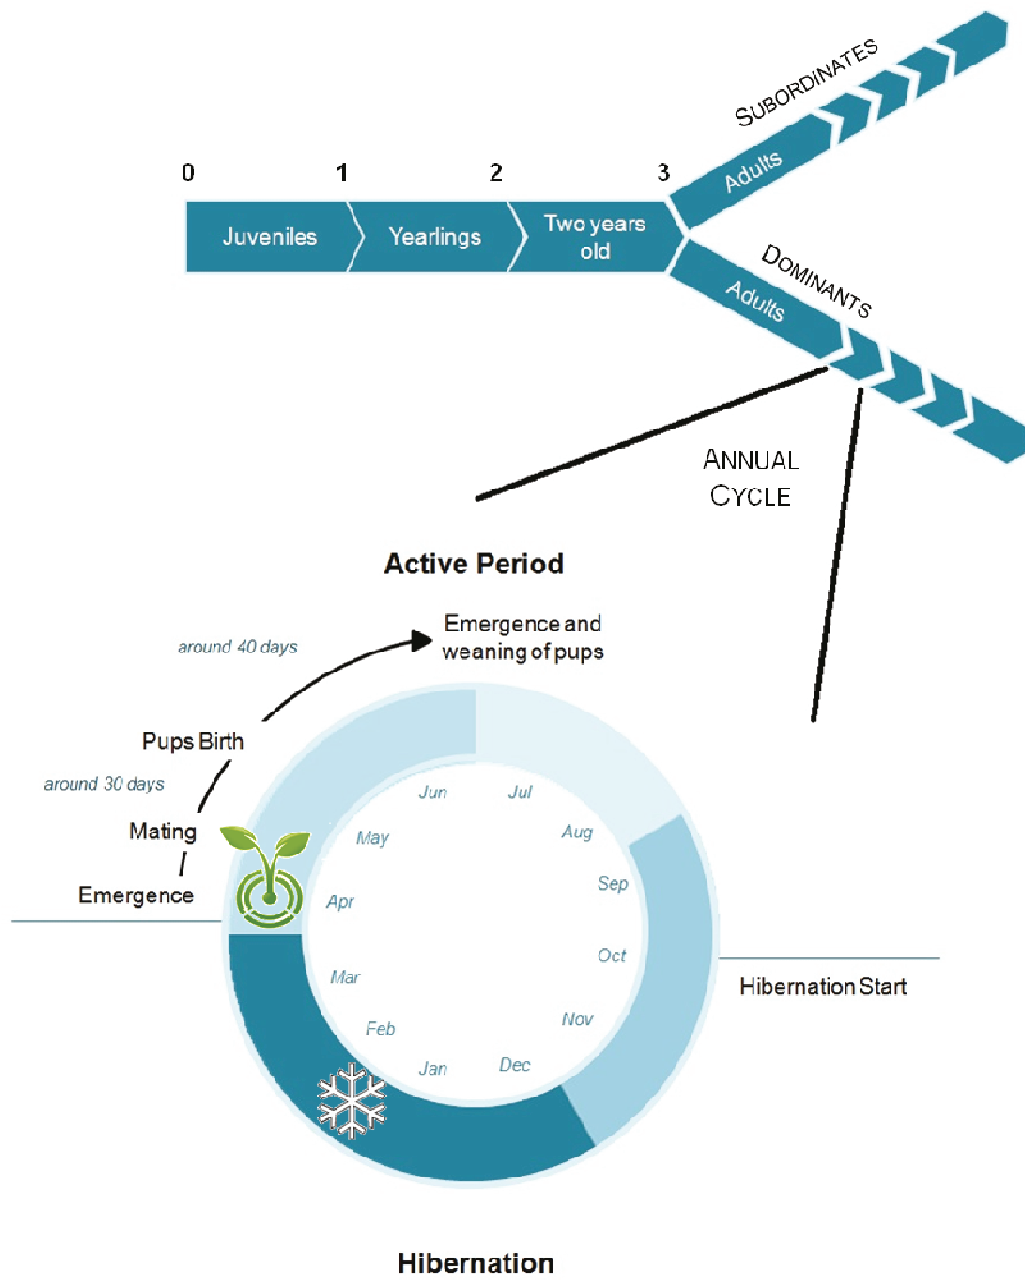 SUBORDINATES
0 1 2 3
Adults
Juveniles
Yearlings
Two years
old
DOMINANTS
Adults
ANNUAL
CYCLE
Active Period
Emergence and
weaning of pups
around 40 days
Pups Birth
around 30 days
Mating
Emergence
Jun
Jul
May
Aug
Apr
Sep
Mar
Oct
Feb
Nov
Jan
Dec
Hibernation Start
Hibernation